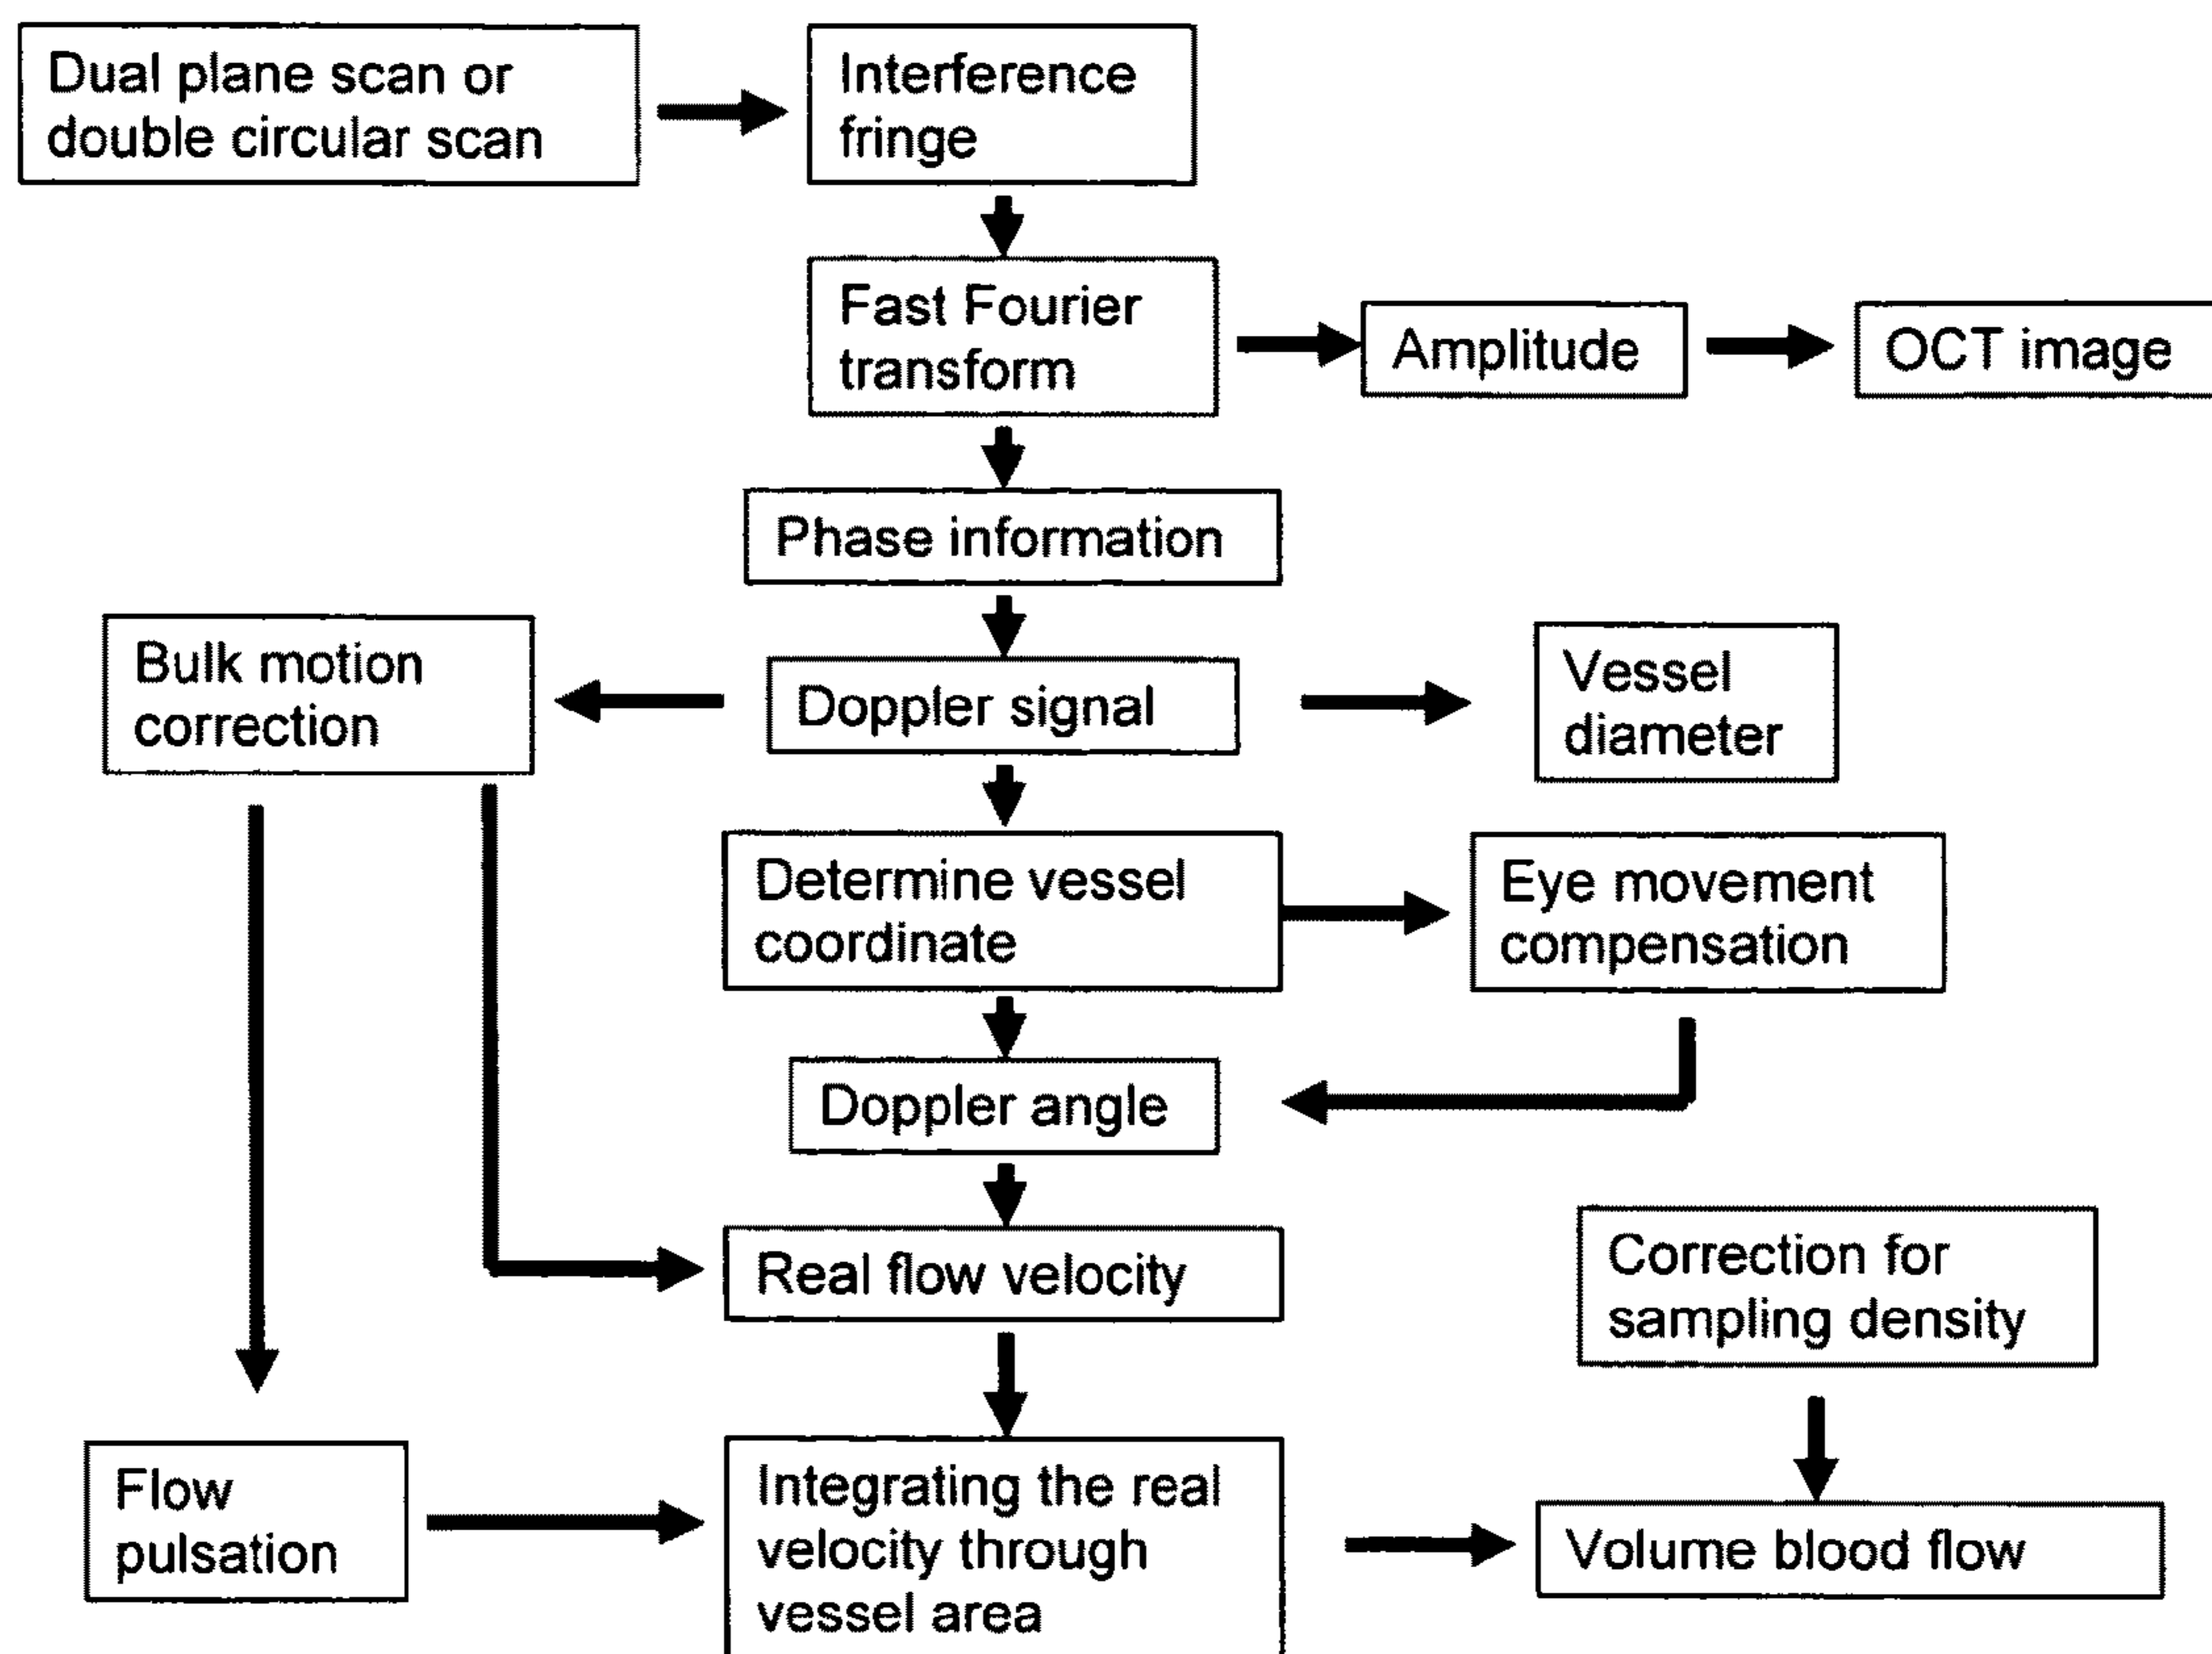 Dual plane scan or
double circular scan
Interference
fringe
Fast Fourier
transform
Amplitude
OCT image
Phase information
Bulk motion
correction
Doppler signal
Vessel
diameter
Determine vessel
coordinate
Eye movement
compensation
Doppler angle
Real flow velocity
Correction for
sampling density
Flow
pulsation
Integrating the real
velocity through
vessel area
Volume blood flow